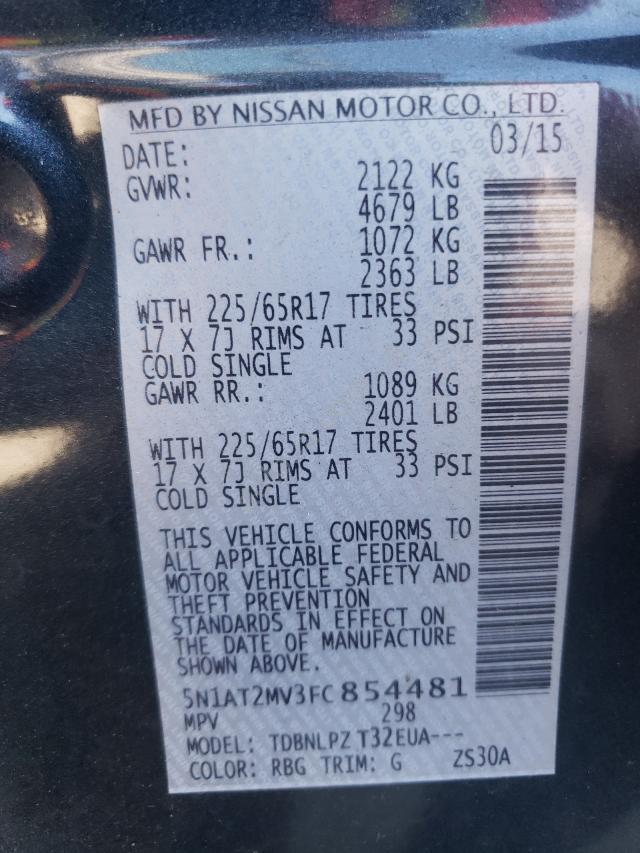 MFD BY NISSAN MOTOR CO., LTD.
DATE: 03/15
GVWR: 2122 KG
4679 LB
GAWR FR.: 1072 KG
2363 LB
WITH 225/65R17 TIRES
17 X 7J RIMS AT 33 PSI
COLD SINGLE
GAWR RR.: 1089 KG
2401 LB
WITH 225/65R17 TIRES
17 X 7J RIMS AT 33 PSI
COLD SINGLE
THIS VEHICLE CONFORMS TO
ALL APPLICABLE FEDERAL
MOTOR VEHICLE SAFETY AND
THEFT PREVENTION
STANDARDS IN EFFECT ON
THE DATE OF MANUFACTURE
SHOWN ABOVE.
5N1AT2MV3FC854481
MPV 298
MODEL: TDBNLPZ T32EUA---
COLOR: RBG TRIM: G ZS30A